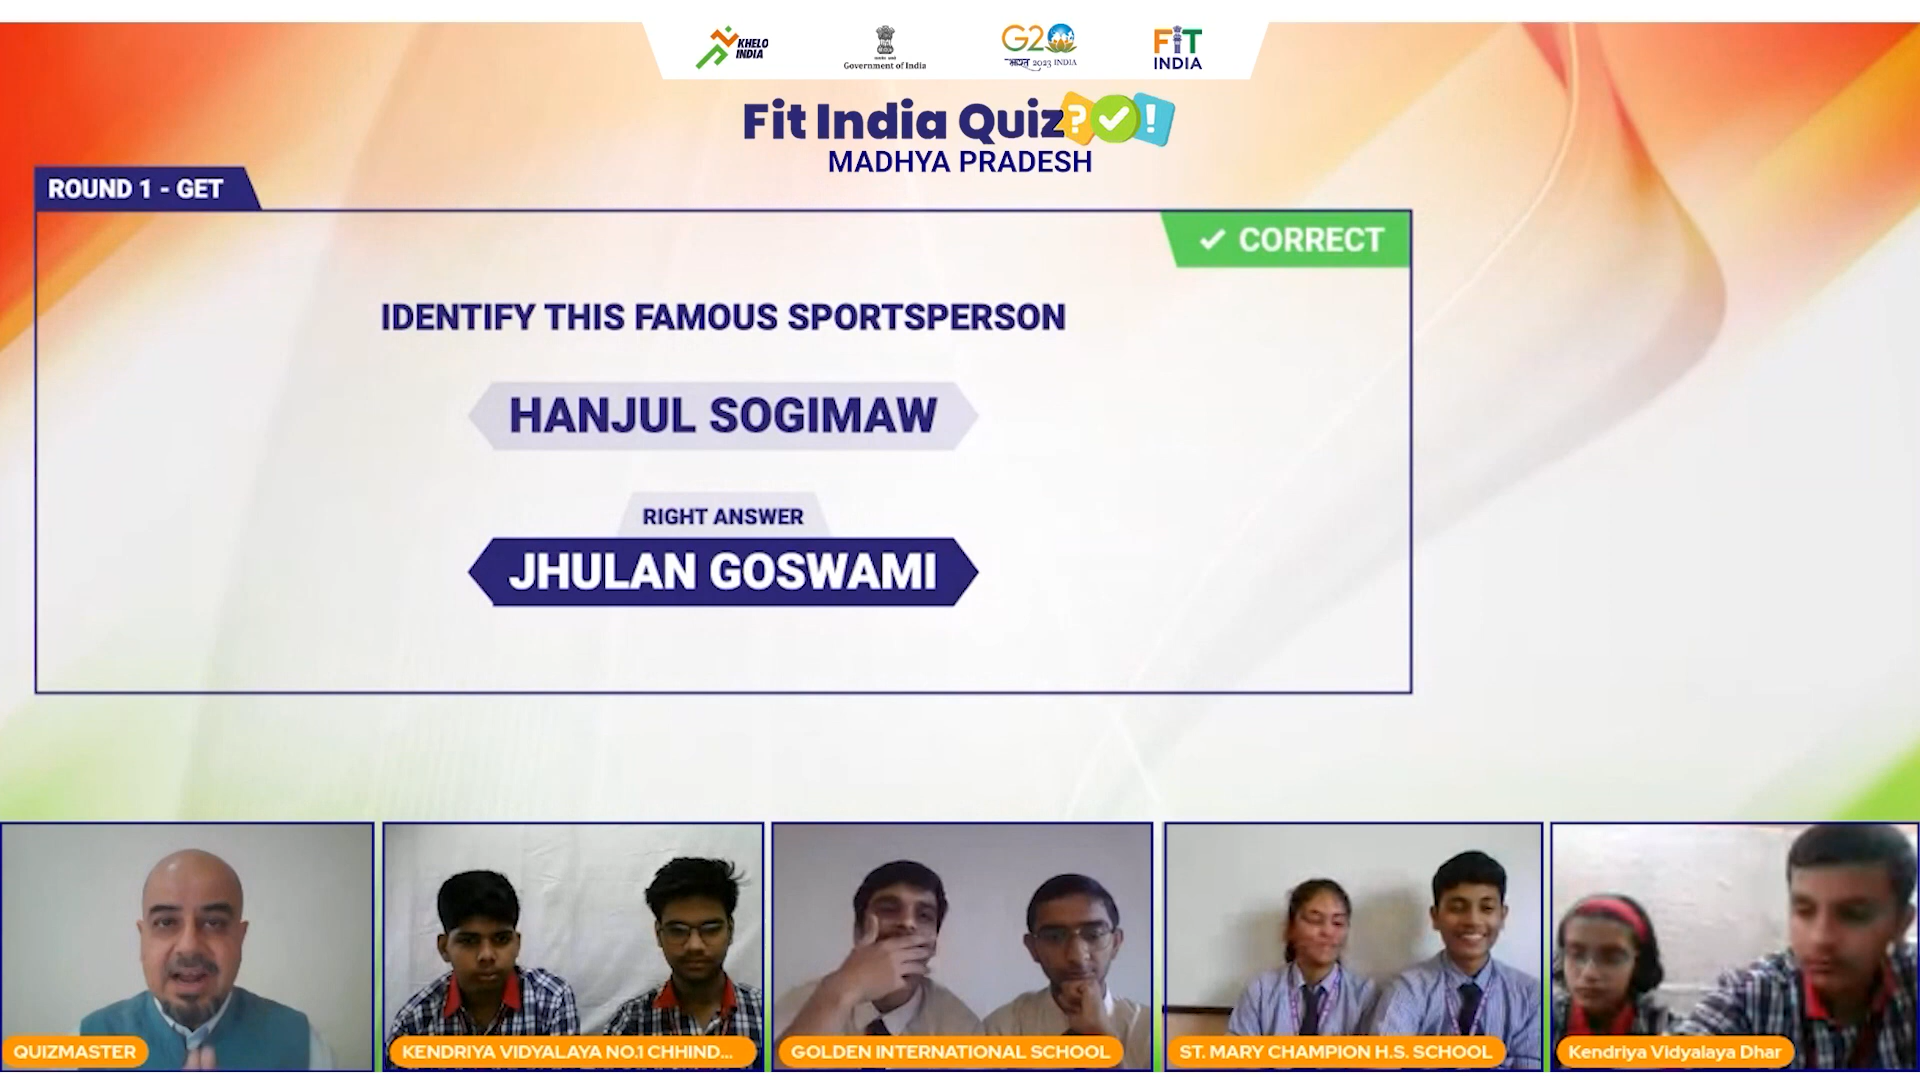 KHELO
INDIA
Government of India
G20
भारत 2023 INDIA
FIT
INDIA
Fit India Quiz?!
MADHYA PRADESH
ROUND 1 - GET
CORRECT
IDENTIFY THIS FAMOUS SPORTSPERSON
HANJUL SOGIMAW
RIGHT ANSWER
JHULAN GOSWAMI
QUIZMASTER
KENDRIYA VIDYALAYA NO.1 CHHIND...
GOLDEN INTERNATIONAL SCHOOL
ST. MARY CHAMPION H.S. SCHOOL
Kendriya Vidyalaya Dhar